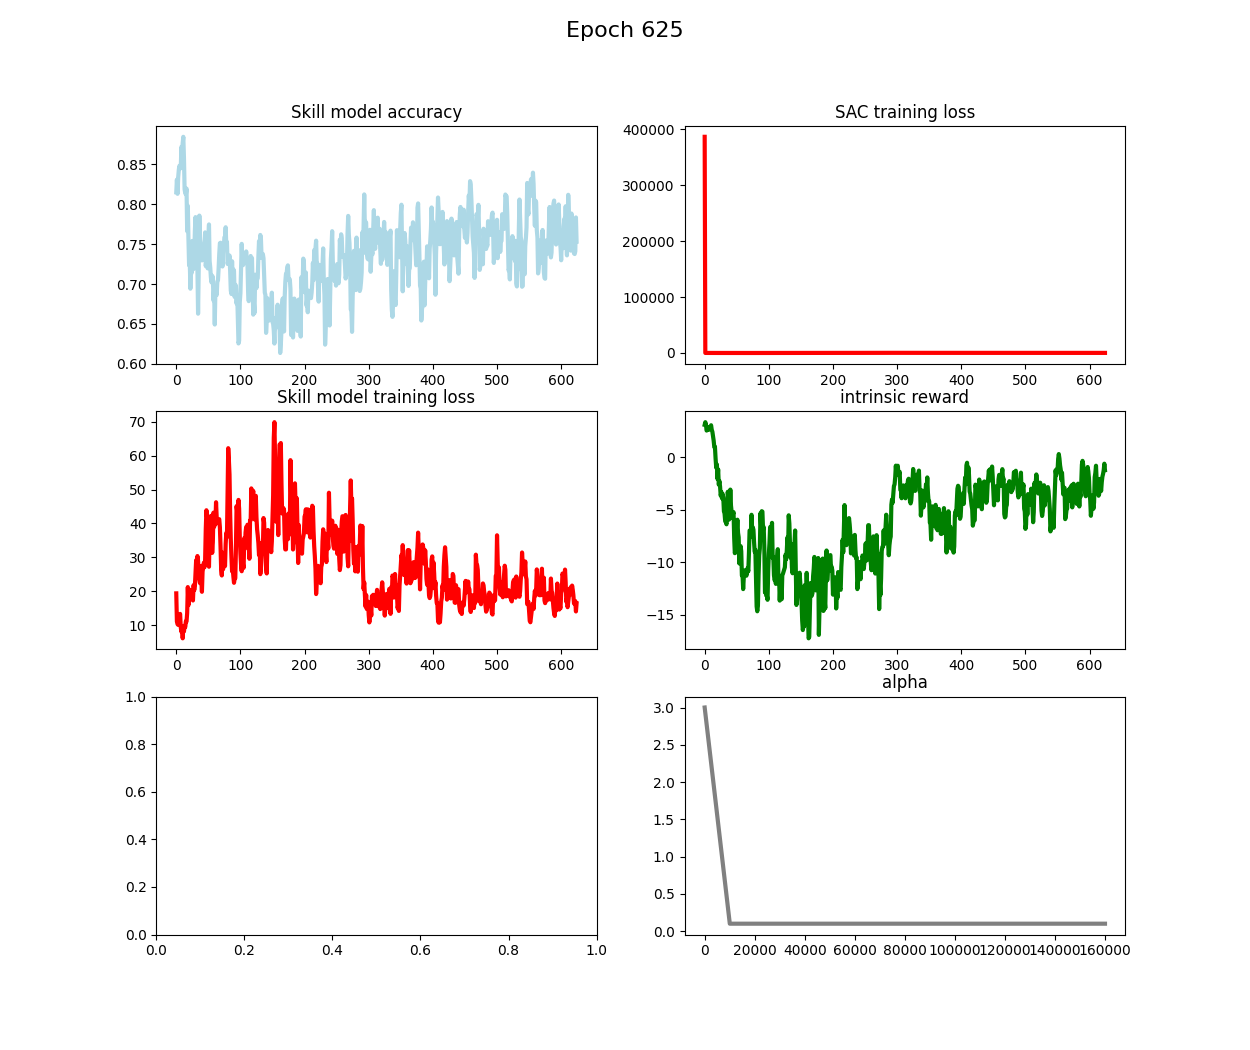 Epoch 625
Skill model accuracy
0.85
0.80
0.75
0.70
0.65
0.60
0 100 200 300 400 500 600
SAC training loss
400000
300000
200000
100000
0
0 100 200 300 400 500 600
Skill model training loss
70
60
50
40
30
20
10
0 100 200 300 400 500 600
intrinsic reward
0
−5
−10
−15
0 100 200 300 400 500 600
1.0
0.8
0.6
0.4
0.2
0.0
0.0 0.2 0.4 0.6 0.8 1.0
alpha
3.0
2.5
2.0
1.5
1.0
0.5
0.0
0 20000 40000 60000 80000 100000 120000 140000 160000